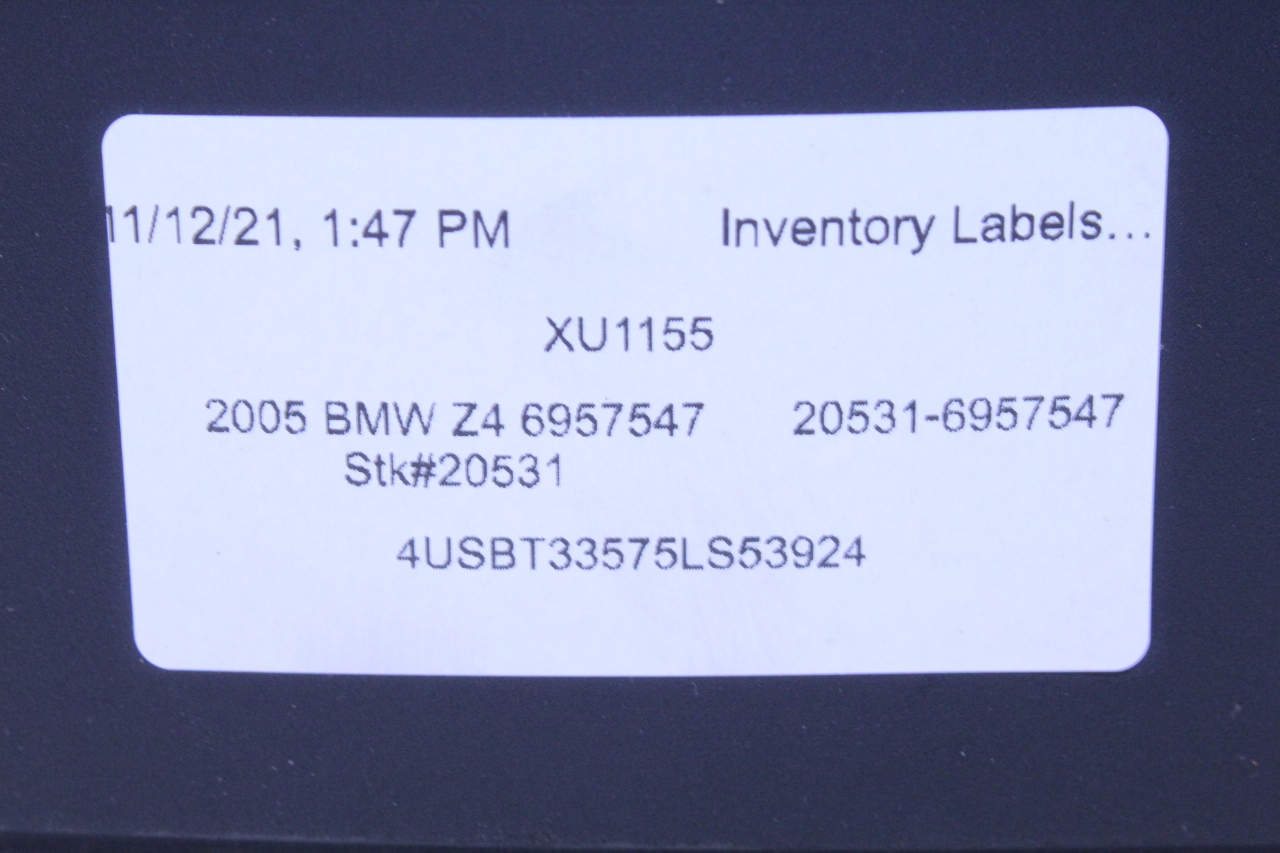 11/12/21, 1:47 PM Inventory Labels...
XU1155
2005 BMW Z4 6957547 20531-6957547
Stk#20531
4USBT33575LS53924